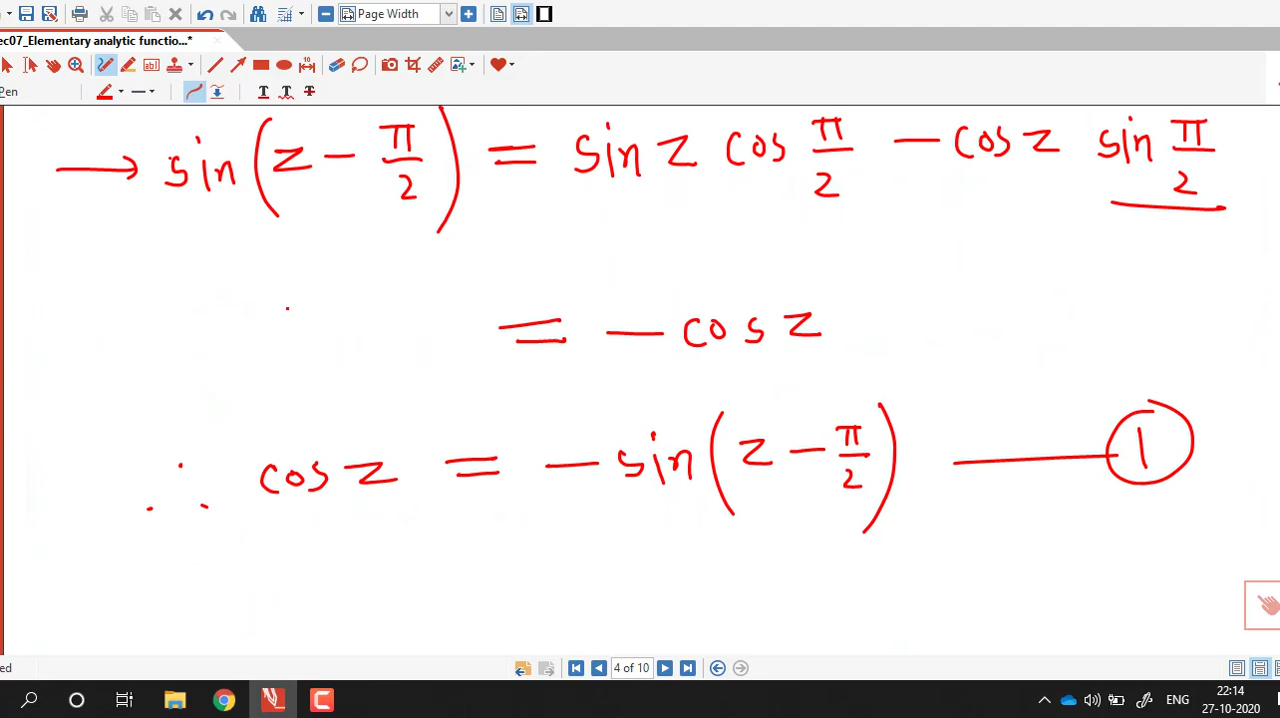 Page Width
ec07_Elementary analytic functio...*
Pen
→ sin(z − π/2) = sin z cos π/2 − cos z sin π/2
= − cos z
∴ cos z = − sin(z − π/2) —— ①
ed
4 of 10
ENG
22:14
27-10-2020